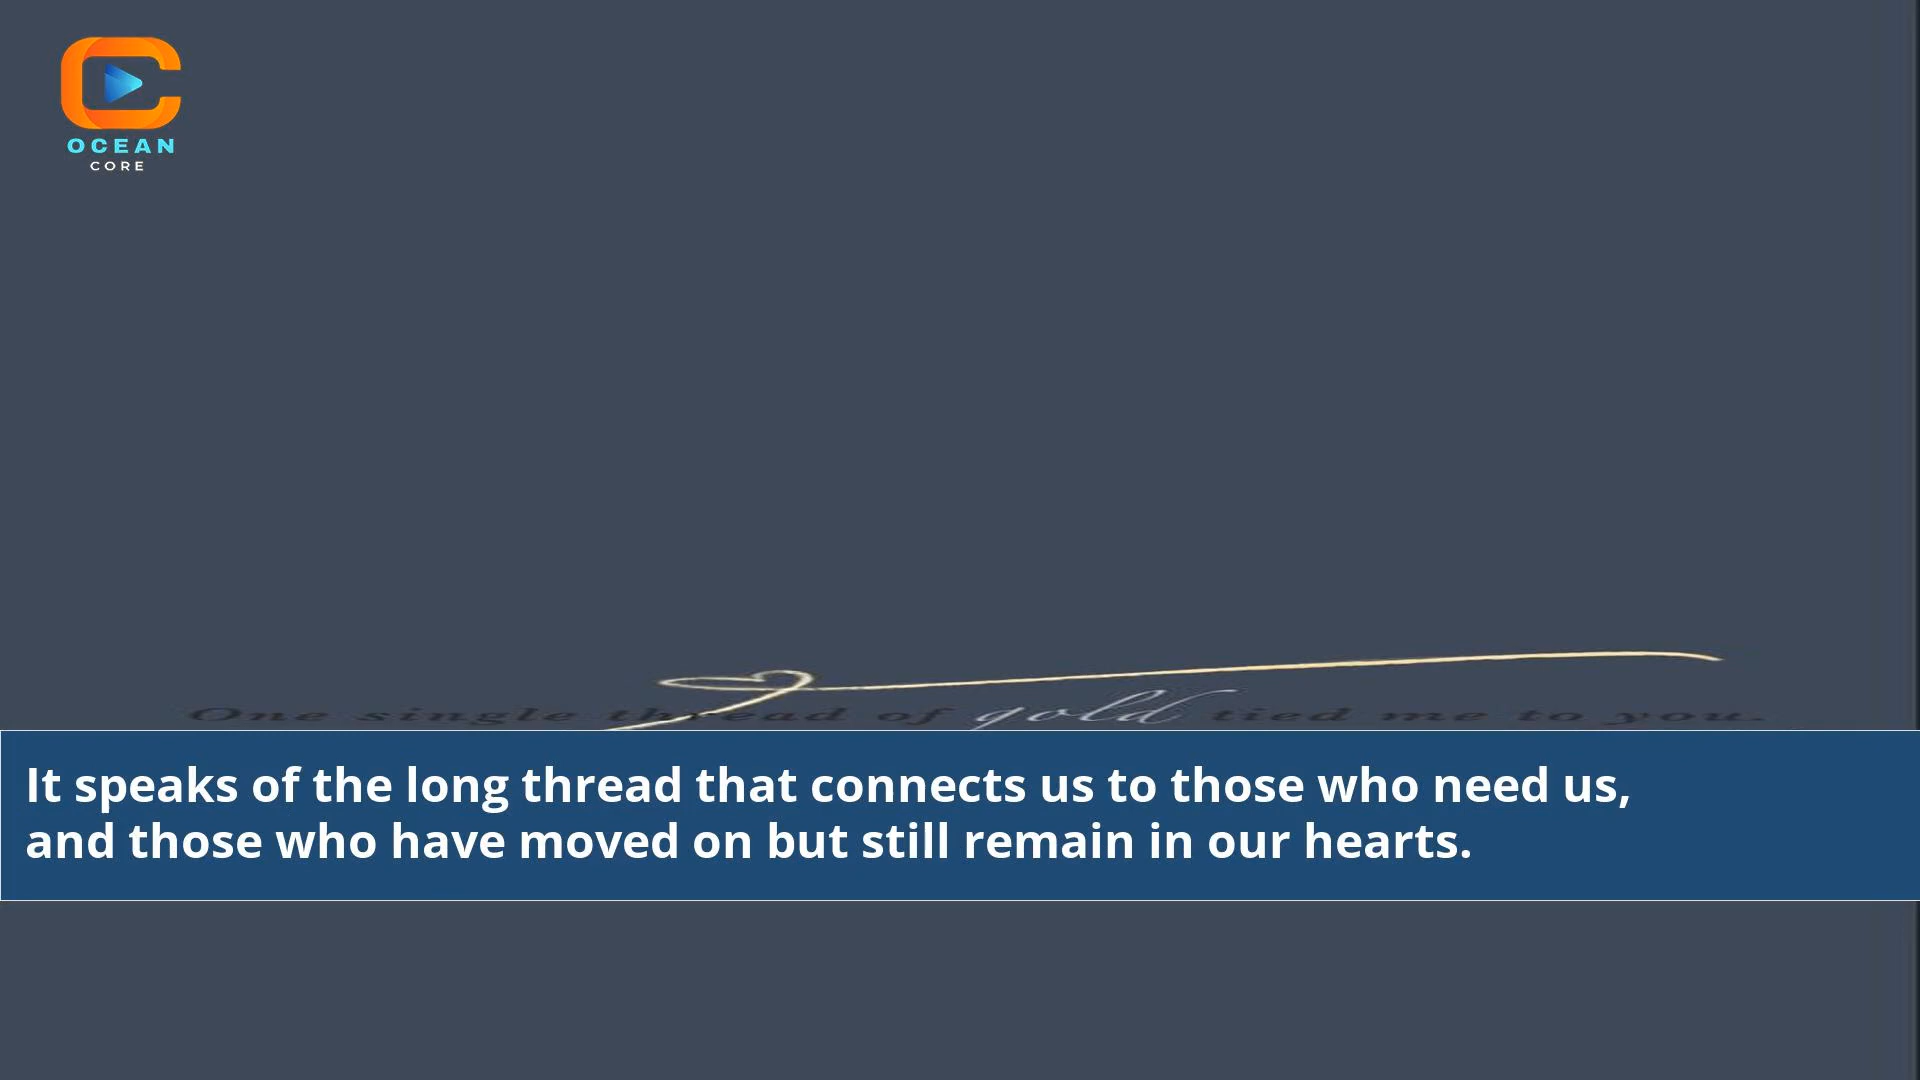 OCEAN
CORE
One single thread of gold tied me to you.
It speaks of the long thread that connects us to those who need us,
and those who have moved on but still remain in our hearts.